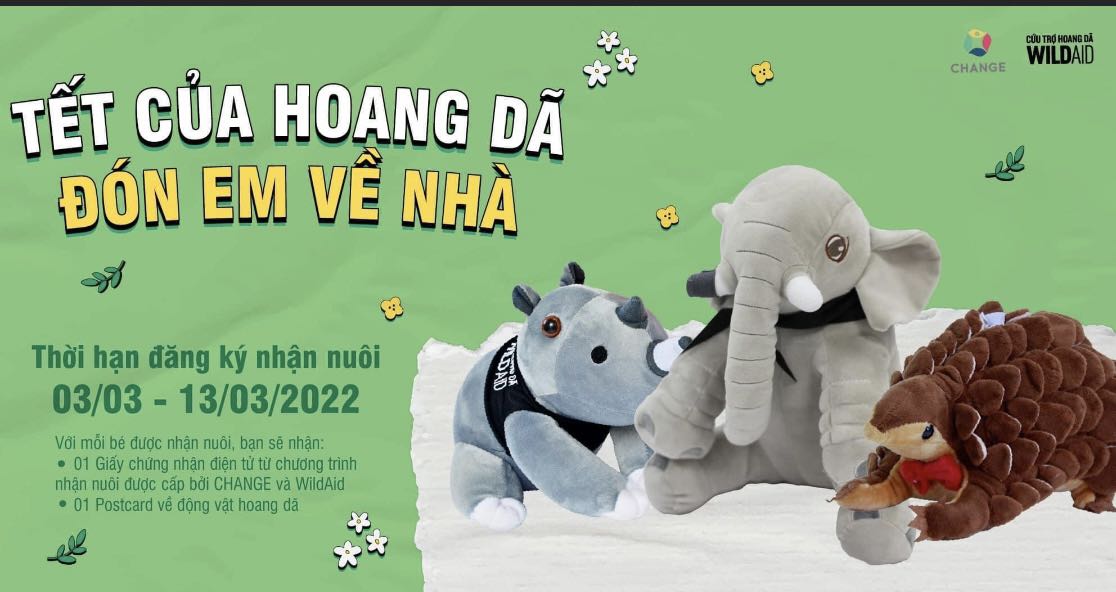 CHANGE
CỨU TRỢ HOANG DÃ
WILDAID
TẾT CỦA HOANG DÃ
ĐÓN EM VỀ NHÀ
Thời hạn đăng ký nhận nuôi
03/03 - 13/03/2022
Với mỗi bé được nhận nuôi, bạn sẽ nhận:
• 01 Giấy chứng nhận điện tử từ chương trình
nhận nuôi được cấp bởi CHANGE và WildAid
• 01 Postcard về động vật hoang dã
WILDAID